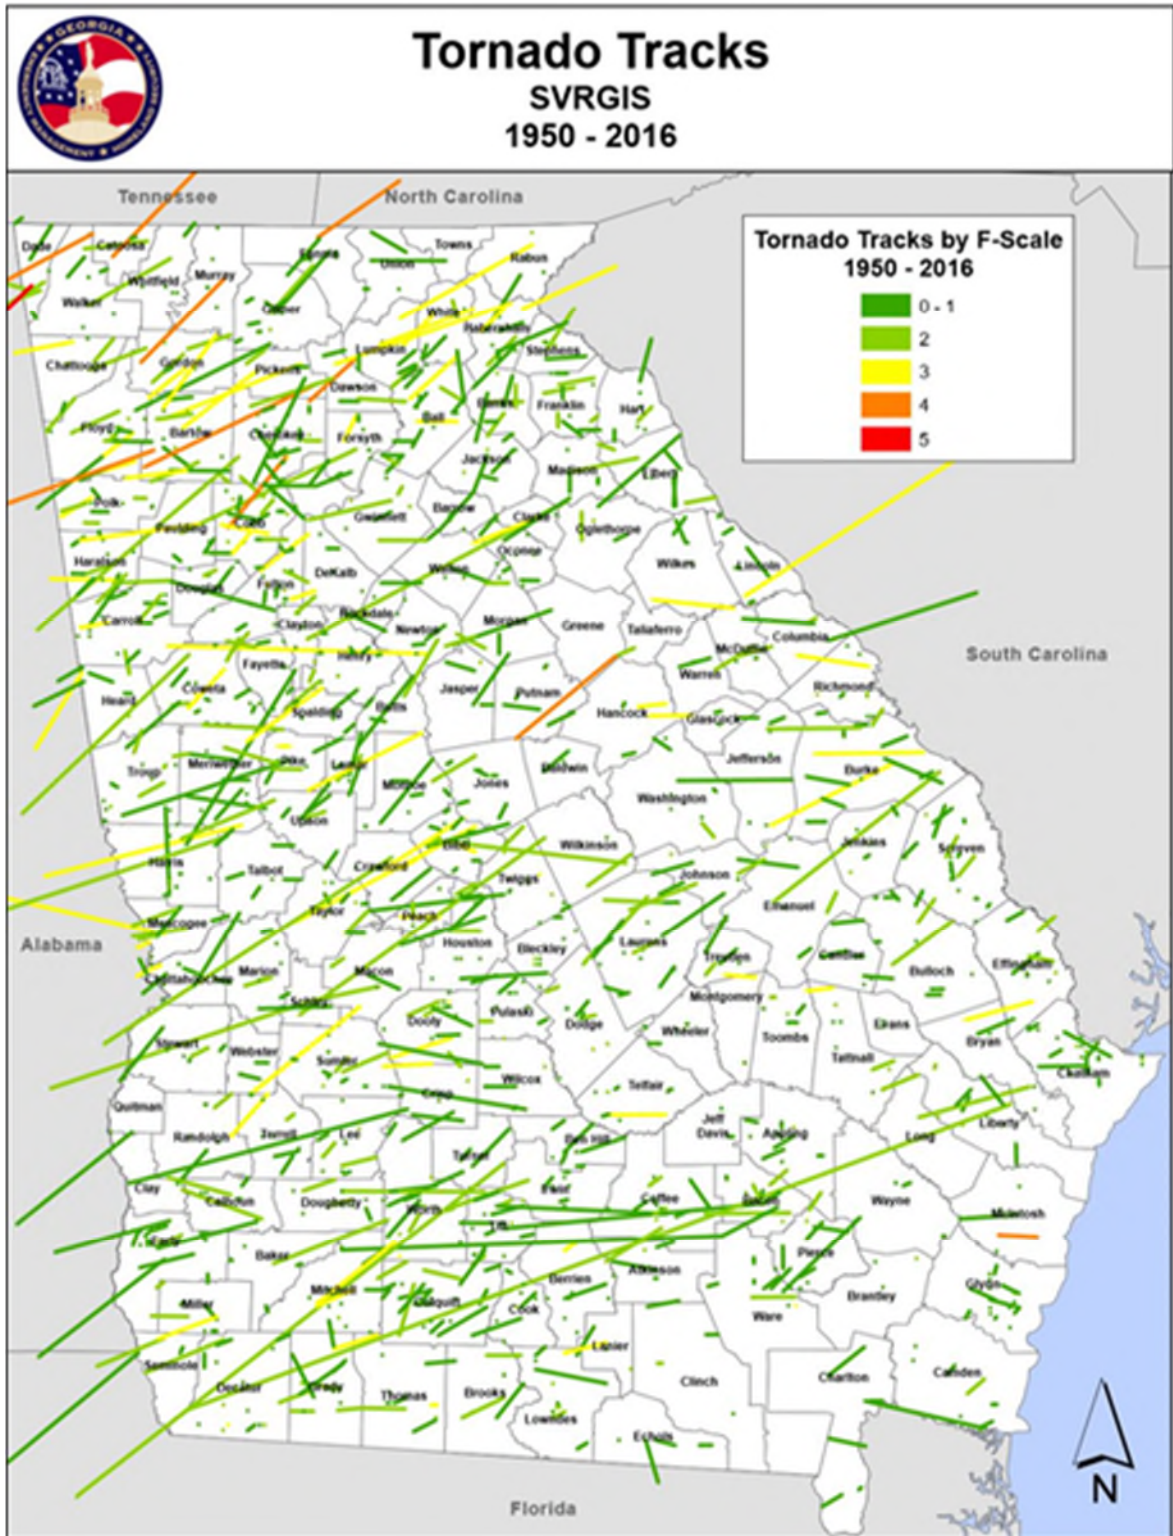 GEORGIA
Tornado Tracks
SVRGIS
1950 - 2016
Tennessee
North Carolina
Tornado Tracks by F-Scale
1950 - 2016
0 - 1
2
3
4
5
Dade
Catoosa
Fannin
Union
Towns
Rabun
Whitfield
Murray
Walker
Gilmer
White
Habersham
Chattooga
Gordon
Pickens
Lumpkin
Stephens
Dawson
Floyd
Bartow
Cherokee
Forsyth
Hall
Banks
Franklin
Hart
Jackson
Madison
Elbert
Polk
Paulding
Cobb
Gwinnett
Barrow
Clarke
Oglethorpe
Oconee
Wilkes
Lincoln
Haralson
Douglas
Fulton
DeKalb
Walton
Carroll
Clayton
Rockdale
Newton
Morgan
Greene
Taliaferro
Columbia
McDuffie
Fayette
Henry
South Carolina
Heard
Coweta
Spalding
Butts
Jasper
Putnam
Hancock
Warren
Glascock
Richmond
Troup
Meriwether
Pike
Lamar
Monroe
Jones
Baldwin
Washington
Jefferson
Burke
Upson
Bibb
Wilkinson
Jenkins
Screven
Harris
Talbot
Crawford
Twiggs
Johnson
Emanuel
Muscogee
Taylor
Peach
Houston
Bleckley
Laurens
Treutlen
Candler
Bulloch
Effingham
Alabama
Chattahoochee
Marion
Macon
Schley
Dooly
Pulaski
Dodge
Montgomery
Wheeler
Toombs
Evans
Tattnall
Bryan
Chatham
Stewart
Webster
Sumter
Crisp
Wilcox
Telfair
Quitman
Randolph
Terrell
Lee
Turner
Ben Hill
Jeff
Davis
Appling
Long
Liberty
Clay
Calhoun
Dougherty
Worth
Tift
Irwin
Coffee
Bacon
Wayne
McIntosh
Early
Baker
Mitchell
Colquitt
Berrien
Atkinson
Pierce
Brantley
Glynn
Miller
Cook
Ware
Lanier
Seminole
Decatur
Grady
Thomas
Brooks
Lowndes
Clinch
Charlton
Camden
Echols
N
Florida